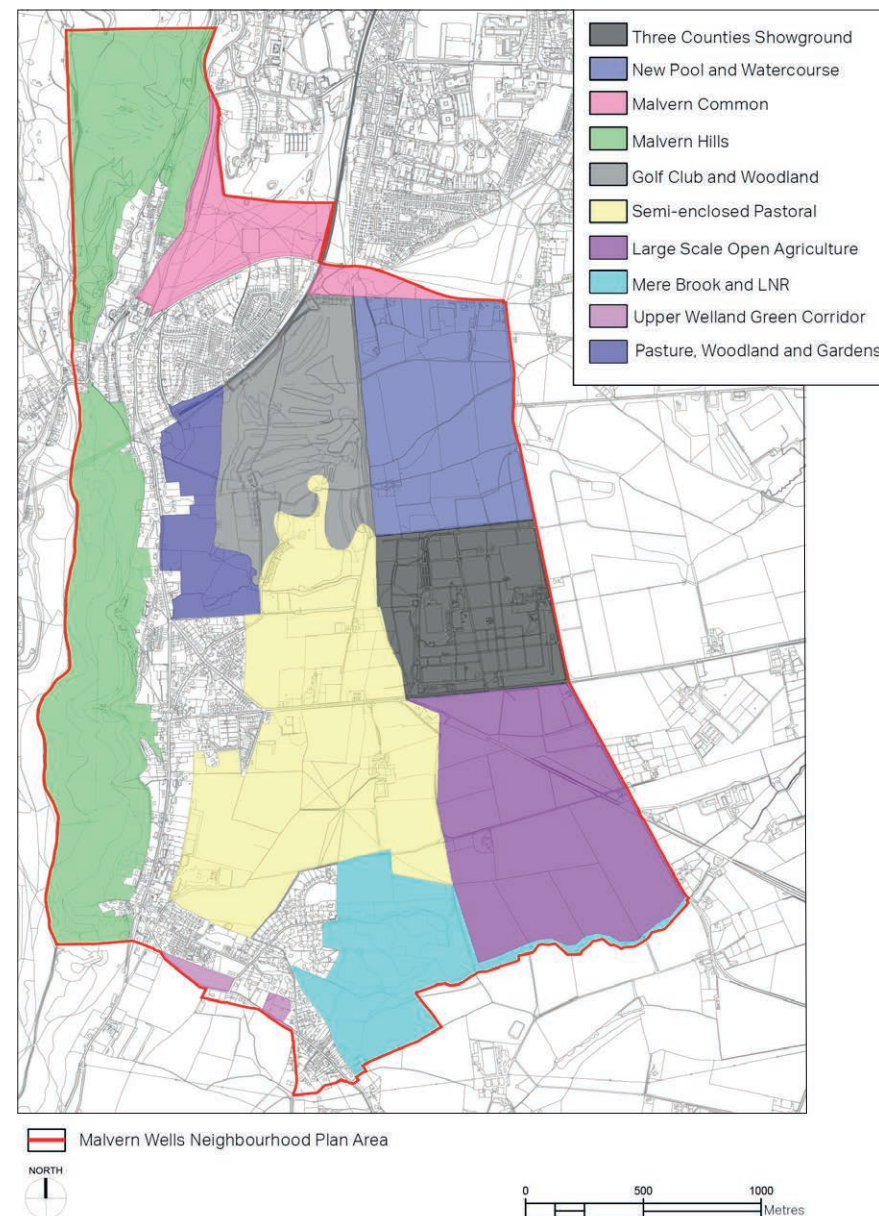 Three Counties Showground
New Pool and Watercourse
Malvern Common
Malvern Hills
Golf Club and Woodland
Semi-enclosed Pastoral
Large Scale Open Agriculture
Mere Brook and LNR
Upper Welland Green Corridor
Pasture, Woodland and Gardens
Malvern Wells Neighbourhood Plan Area
NORTH
0 500 1000
Metres